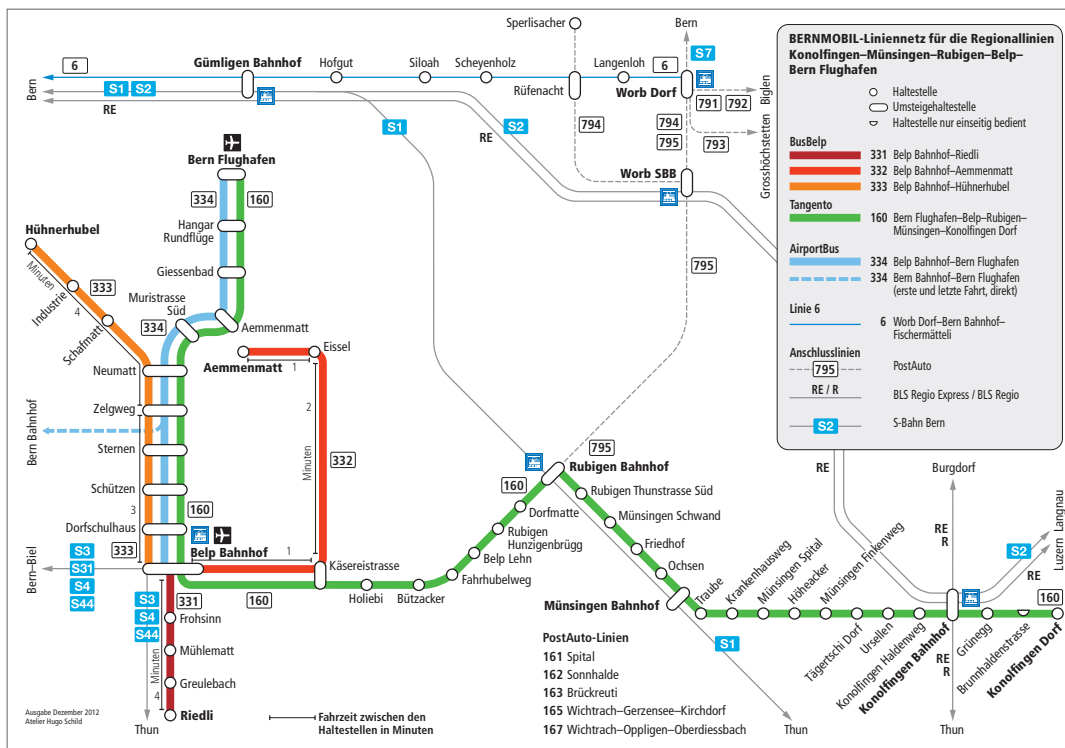 Sperlisacher
Bern
S7
6
Gümligen Bahnhof
Hofgut
Siloah
Scheyenholz
Langenloh
6
Bern
S1 S2
RE
Rüfenacht
Worb Dorf
791 792
Biglen
S1
S2
RE
794
794
795
793
Grosshöchstetten
Worb SBB
795
Bern Flughafen
334
160
Hangar
Rundflüge
Giessenbad
Hühnerhubel
Minuten
4
333
Industrie
Schafmatt
Muristrasse
Süd
334
Aemmenmatt
Neumatt
Aemmenmatt
1
Eissel
2
Minuten
332
Zelgweg
Bern Bahnhof
Sternen
Schützen
3
160
Dorfschulhaus
333
Belp Bahnhof
1
Käsereistrasse
Bern–Biel
S3
S31
S4
S44
S3
S4
S44
331
160
Frohsinn
Mühlematt
Minuten
4
Greulebach
Riedli
Thun
Holiebi
Bützacker
Fahrhubelweg
Belp Lehn
Rubigen
Hunzigenbrügg
Dorfmatte
160
795
Rubigen Bahnhof
Rubigen Thunstrasse Süd
Münsingen Schwand
Friedhof
Ochsen
Münsingen Bahnhof
S1
Thun
Traube
Krankenhausweg
Münsingen Spital
Höheacker
Münsingen Finkenweg
Tägertschi Dorf
Ursellen
Konolfingen Haldenweg
Konolfingen Bahnhof
Grünegg
Brunnhaldenstrasse
Konolfingen Dorf
160
RE
Burgdorf
RE
R
S2
RE
Luzern Langnau
RE
R
Thun
PostAuto-Linien
161 Spital
162 Sonnhalde
163 Brückreuti
165 Wichtrach–Gerzensee–Kirchdorf
167 Wichtrach–Oppligen–Oberdiessbach
Fahrzeit zwischen den
Haltestellen in Minuten
Ausgabe Dezember 2012
Atelier Hugo Schild
BERNMOBIL-Liniennetz für die Regionallinien
Konolfingen–Münsingen–Rubigen–Belp–
Bern Flughafen
Haltestelle
Umsteigehaltestelle
Haltestelle nur einseitig bedient
BusBelp
331 Belp Bahnhof–Riedli
332 Belp Bahnhof–Aemmenmatt
333 Belp Bahnhof–Hühnerhubel
Tangento
160 Bern Flughafen–Belp–Rubigen–
Münsingen–Konolfingen Dorf
AirportBus
334 Belp Bahnhof–Bern Flughafen
334 Bern Bahnhof–Bern Flughafen
(erste und letzte Fahrt, direkt)
Linie 6
6 Worb Dorf–Bern Bahnhof–
Fischermätteli
Anschlusslinien
795 PostAuto
RE / R BLS Regio Express / BLS Regio
S2 S-Bahn Bern